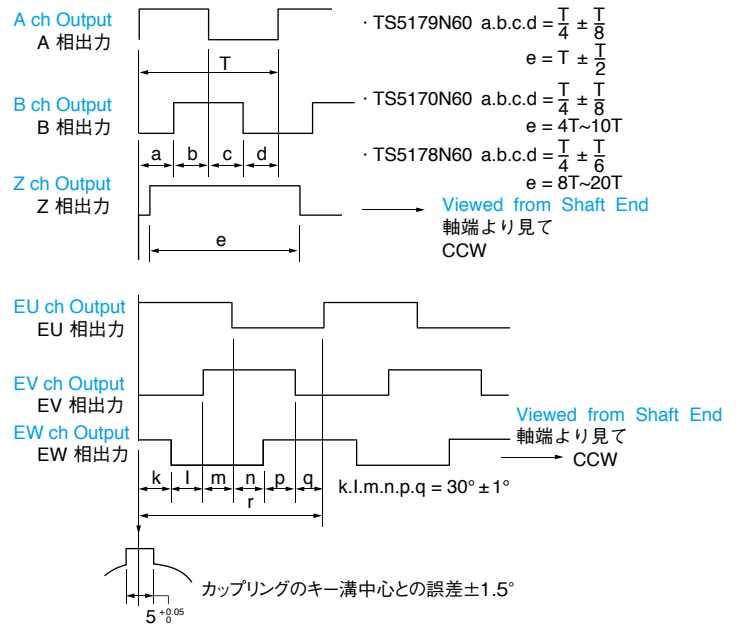 A ch Output
A 相出力
T
B ch Output
B 相出力
a b c d
Z ch Output
Z 相出力
e
· TS5179N60 a.b.c.d = T/4 ± T/8
e = T ± T/2
· TS5170N60 a.b.c.d = T/4 ± T/8
e = 4T~10T
· TS5178N60 a.b.c.d = T/4 ± T/6
e = 8T~20T
Viewed from Shaft End
軸端より見て
CCW
EU ch Output
EU 相出力
EV ch Output
EV 相出力
EW ch Output
EW 相出力
k l m n p q
r
Viewed from Shaft End
軸端より見て
CCW
k.l.m.n.p.q = 30° ± 1°
カップリングのキー溝中心との誤差±1.5°
5 +0.05 0